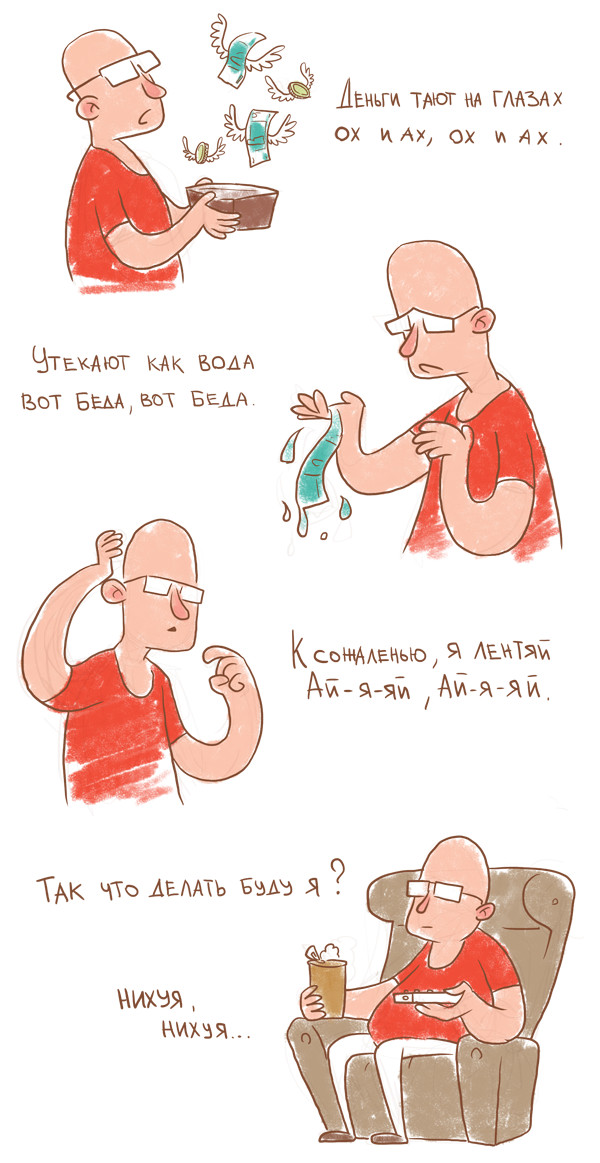 Деньги тают на глазах
ох и ах, ох и ах.
Утекают как вода
вот беда, вот беда.
К сожаленью, я лентяй
Ай-я-яй, Ай-я-яй.
Так что делать буду я?
нихуя,
нихуя...